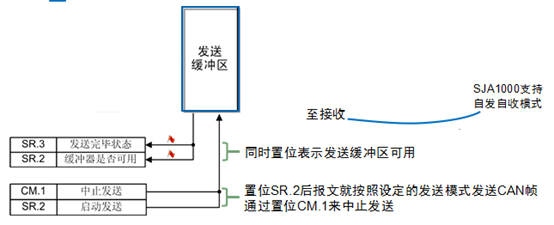 发送
缓冲区
SJA1000支持
自发自收模式
至接收
SR.3 发送完毕状态
SR.2 缓冲器是否可用
同时置位表示发送缓冲区可用
CM.1 中止发送
SR.2 启动发送
置位SR.2后报文就按照设定的发送模式发送CAN帧
通过置位CM.1来中止发送